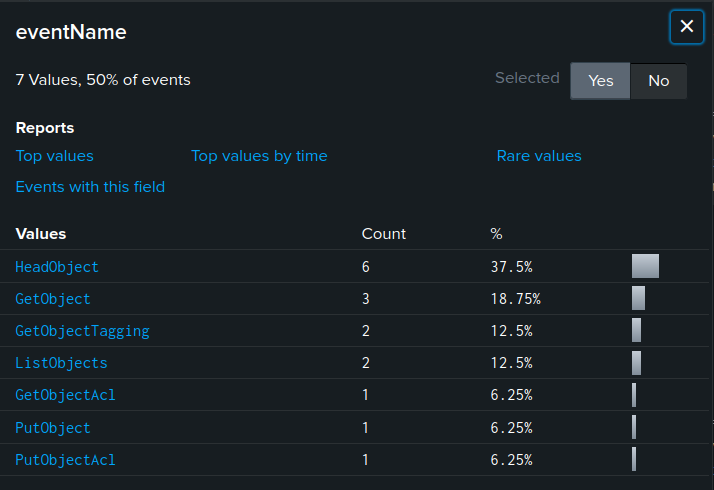 eventName
7 Values, 50% of events
Selected Yes No
Reports
Top values Top values by time Rare values
Events with this field
Values Count %
HeadObject 6 37.5%
GetObject 3 18.75%
GetObjectTagging 2 12.5%
ListObjects 2 12.5%
GetObjectAcl 1 6.25%
PutObject 1 6.25%
PutObjectAcl 1 6.25%